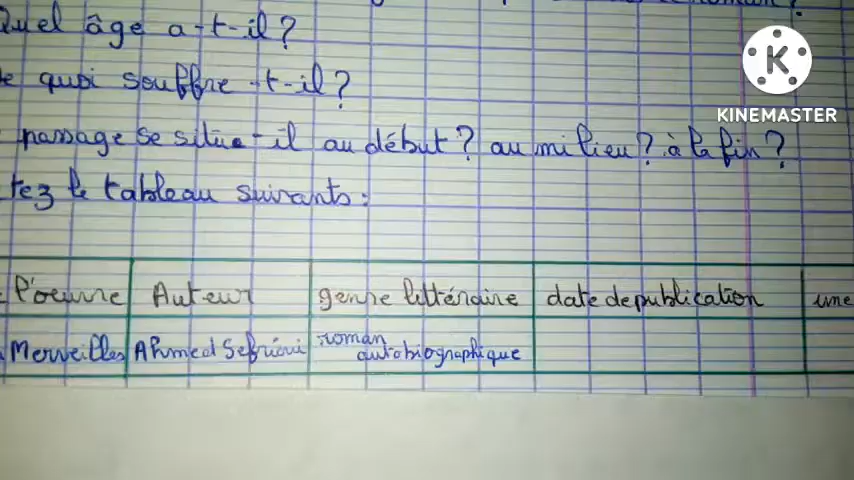 Quel âge a-t-il?
de quoi souffre-t-il?
KINEMASTER
passage se situe-il au début? au milieu? à la fin?
tez le tableau suivants:
l'oeuvre Auteur genre littéraire date de publication une
Merveilles Ahmed Sefrioui roman autobiographique